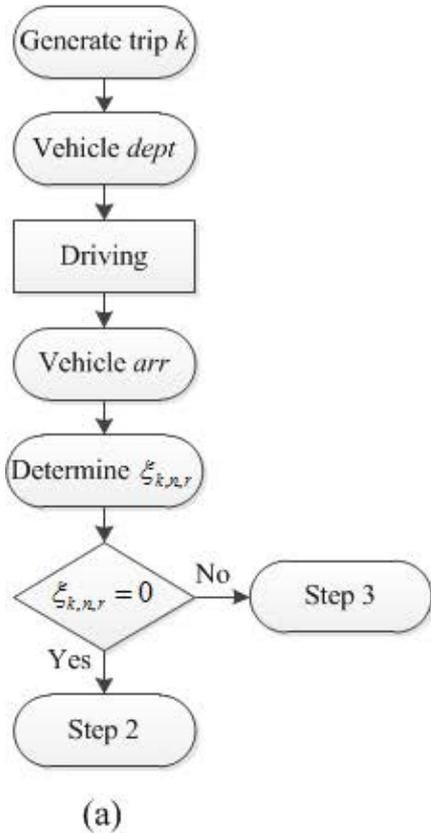 Generate trip k
Vehicle dept
Driving
Vehicle arr
Determine ξk,n,r
ξk,n,r = 0
No
Step 3
Yes
Step 2
(a)